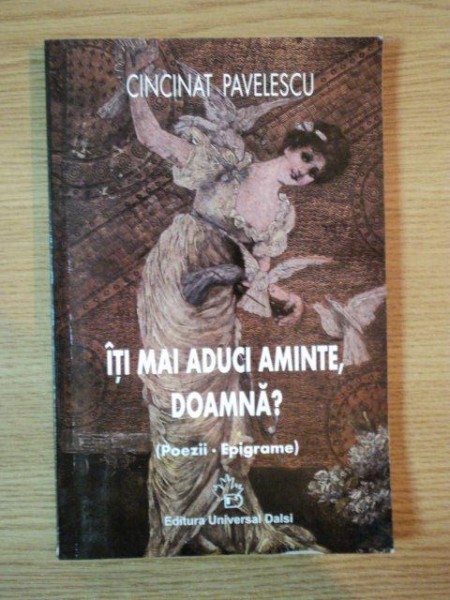 CINCINAT PAVELESCU
ÎȚI MAI ADUCI AMINTE,
DOAMNĂ?
(Poezii · Epigrame)
Editura Universal Dalsi